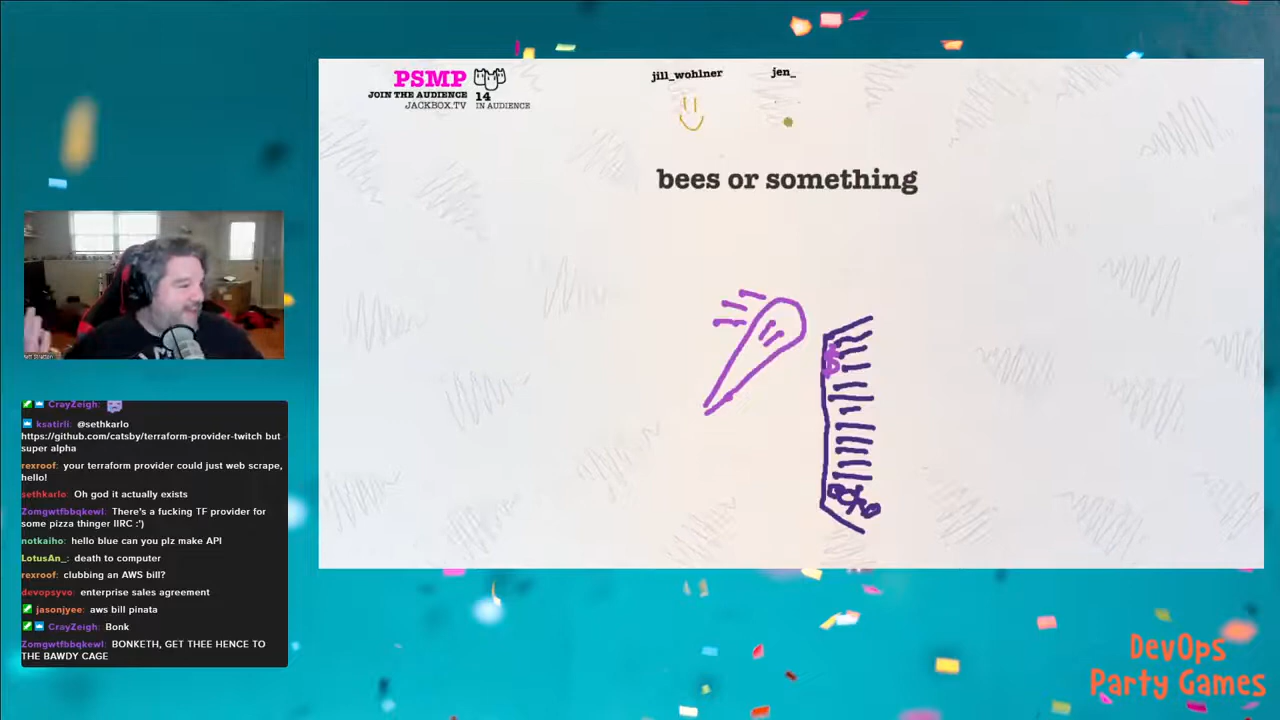 PSMP
JOIN THE AUDIENCE
JACKBOX.TV
14
IN AUDIENCE
jill_wohlner
jen_
bees or something
CrayZeigh:
ksatirli: @sethkarlo
https://github.com/catsby/terraform-provider-twitch but
super alpha
rexroof: your terraform provider could just web scrape,
hello!
sethkarlo: Oh god it actually exists
Zomgwtfbbqkewl: There's a fucking TF provider for
some pizza thinger IIRC :')
notkaiho: hello blue can you plz make API
LotusAn_: death to computer
rexroof: clubbing an AWS bill?
devopsyvo: enterprise sales agreement
jasonjyee: aws bill pinata
CrayZeigh: Bonk
Zomgwtfbbqkewl: BONKETH, GET THEE HENCE TO
THE BAWDY CAGE
DevOps
Party Games